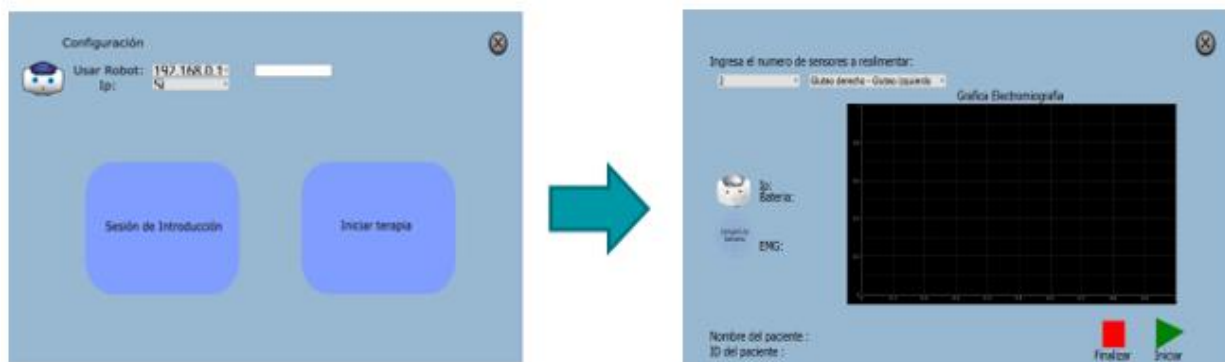 Configuración
Usar Robot: 192.168.0.1
Ip: Si
Sesión de Introducción
Iniciar terapia
Ingresa el numero de sensores a realimentar:
2 Gluteo derecho - Gluteo izquierdo
Grafica Electromiografia
Ip:
Bateria:
EMG:
Nombre del paciente :
ID del paciente :
Finalizar Iniciar